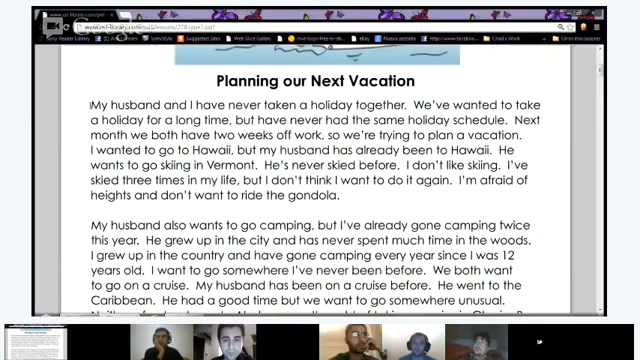 Planning our Next Vacation
My husband and I have never taken a holiday together. We've wanted to take
a holiday for a long time, but have never had the same holiday schedule. Next
month we both have two weeks off work, so we're trying to plan a vacation.
I wanted to go to Hawaii, but my husband has already been to Hawaii. He
wants to go skiing in Vermont. He's never skied before. I don't like skiing. I've
skied three times in my life, but I don't think I want to do it again. I'm afraid of
heights and don't want to ride the gondola.
My husband also wants to go camping, but I've already gone camping twice
this year. He grew up in the city and has never spent much time in the woods.
I grew up in the country and have gone camping every year since I was 12
years old. I want to go somewhere I've never been before. We both want
to go on a cruise. My husband has been on a cruise before. He went to the
Caribbean. He had a good time but we want to go somewhere unusual.